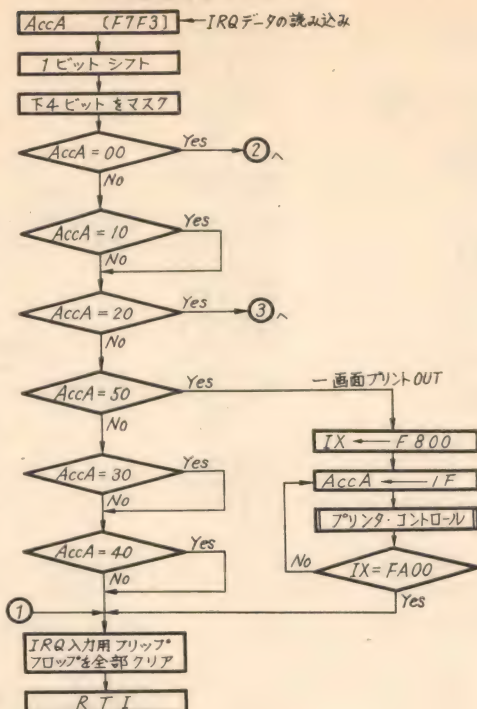 AccA [F7F3]
IRQデータの読み込み
1ビット シフト
下4ビットをマスク
AccA=00
Yes
②へ
No
AccA=10
Yes
No
AccA=20
Yes
③へ
No
AccA=50
Yes
画面プリントOUT
No
IX ← F800
AccA ← 1F
プリンタ・コントロール
IX=FA00
No
Yes
AccA=30
Yes
No
AccA=40
Yes
No
①
IRQ入力用フリップ
フロップを全部クリア
RTI